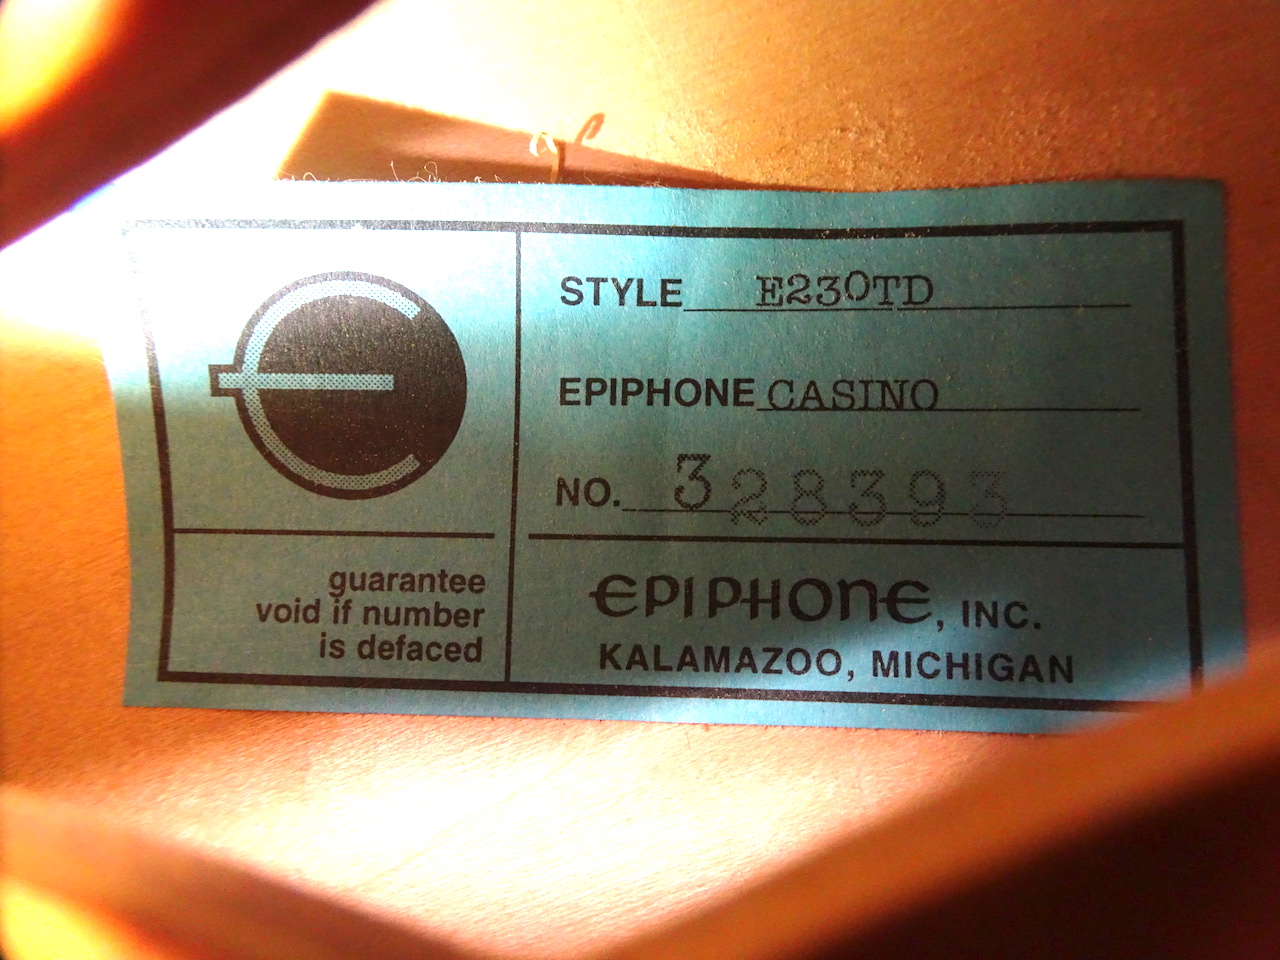 STYLE E230TD
EPIPHONE CASINO
NO. 328393
guarantee
void if number
is defaced
EPIPHONE, INC.
KALAMAZOO, MICHIGAN